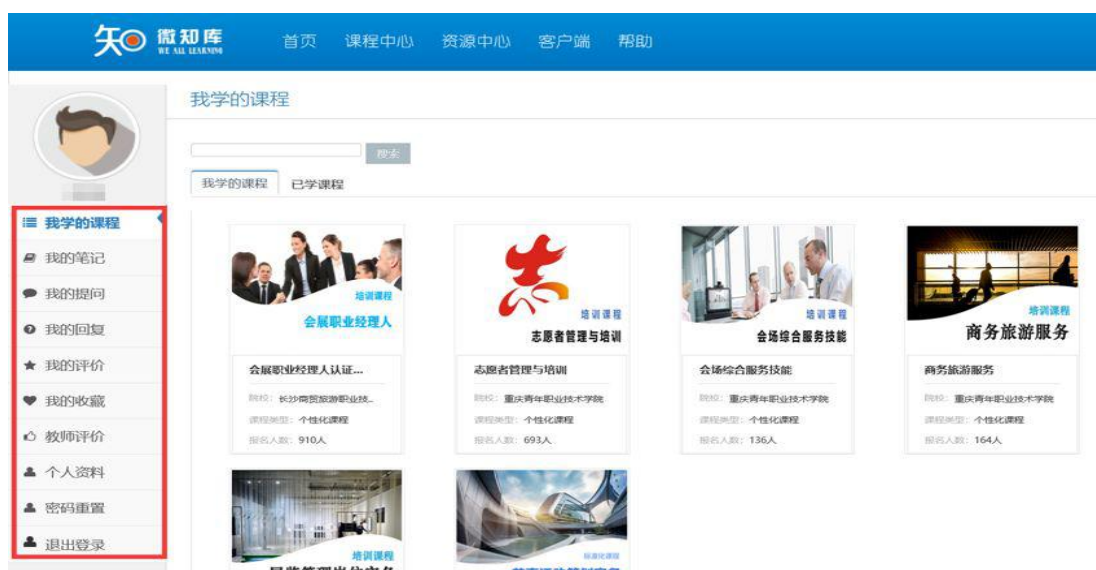 微知库
WE ALL LEARNING
首页 课程中心 资源中心 客户端 帮助
我学的课程
搜索
我学的课程 已学课程
我学的课程
我的笔记
我的提问
我的回复
我的评价
我的收藏
教师评价
个人资料
密码重置
退出登录
培训课程
会展职业经理人
会展职业经理人认证...
院校：长沙商贸旅游职业技...
课程类型：个性化课程
报名人数：910人
志
培训课程
志愿者管理与培训
志愿者管理与培训
院校：重庆青年职业技术学院
课程类型：个性化课程
报名人数：693人
培训课程
会场综合服务技能
会场综合服务技能
院校：重庆青年职业技术学院
课程类型：个性化课程
报名人数：136人
培训课程
商务旅游服务
商务旅游服务
院校：重庆青年职业技术学院
课程类型：个性化课程
报名人数：164人
培训课程
标准化课程